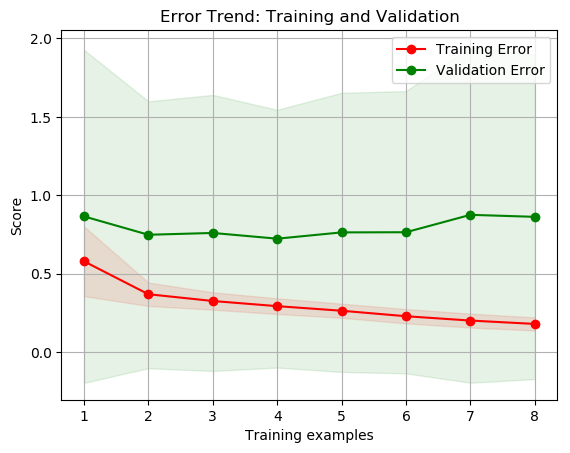 Error Trend: Training and Validation
2.0
1.5
1.0
0.5
0.0
Score
Training Error
Validation Error
1 2 3 4 5 6 7 8
Training examples